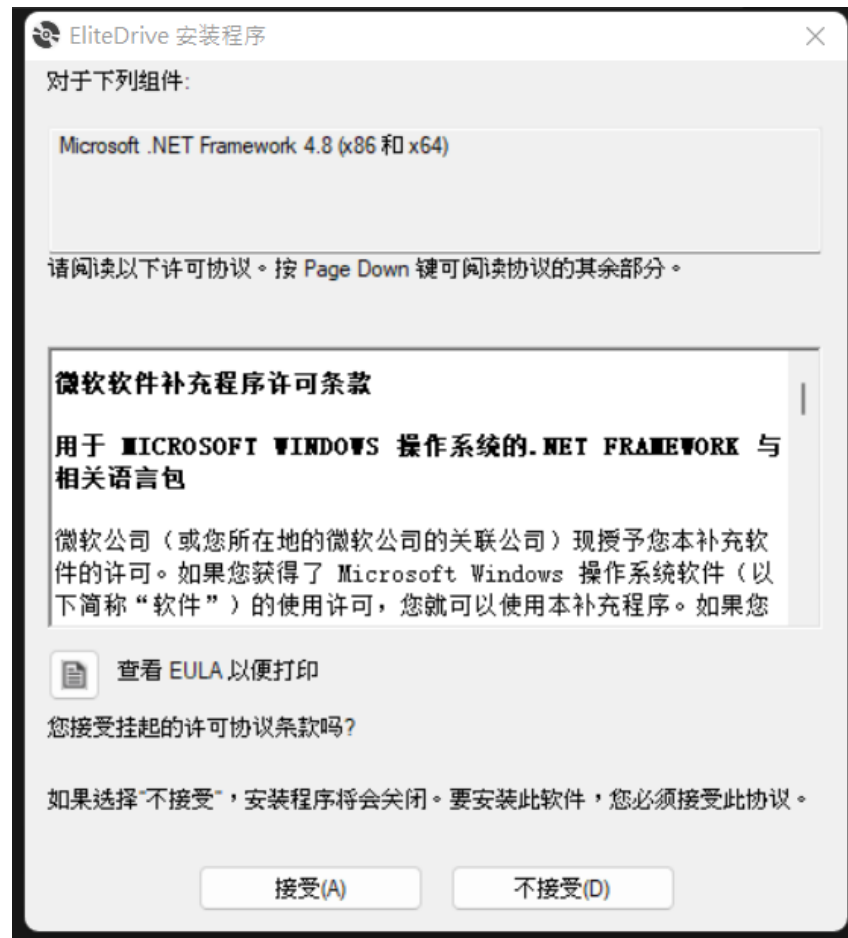 EliteDrive 安装程序
对于下列组件:
Microsoft .NET Framework 4.8 (x86 和 x64)
请阅读以下许可协议。按 Page Down 键可阅读协议的其余部分。
微软软件补充程序许可条款
用于 MICROSOFT WINDOWS 操作系统的.NET FRAMEWORK 与
相关语言包
微软公司（或您所在地的微软公司的关联公司）现授予您本补充软
件的许可。如果您获得了 Microsoft Windows 操作系统软件（以
下简称“软件”）的使用许可，您就可以使用本补充程序。如果您
查看 EULA 以便打印
您接受挂起的许可协议条款吗?
如果选择“不接受”，安装程序将会关闭。要安装此软件，您必须接受此协议。
接受(A)
不接受(D)